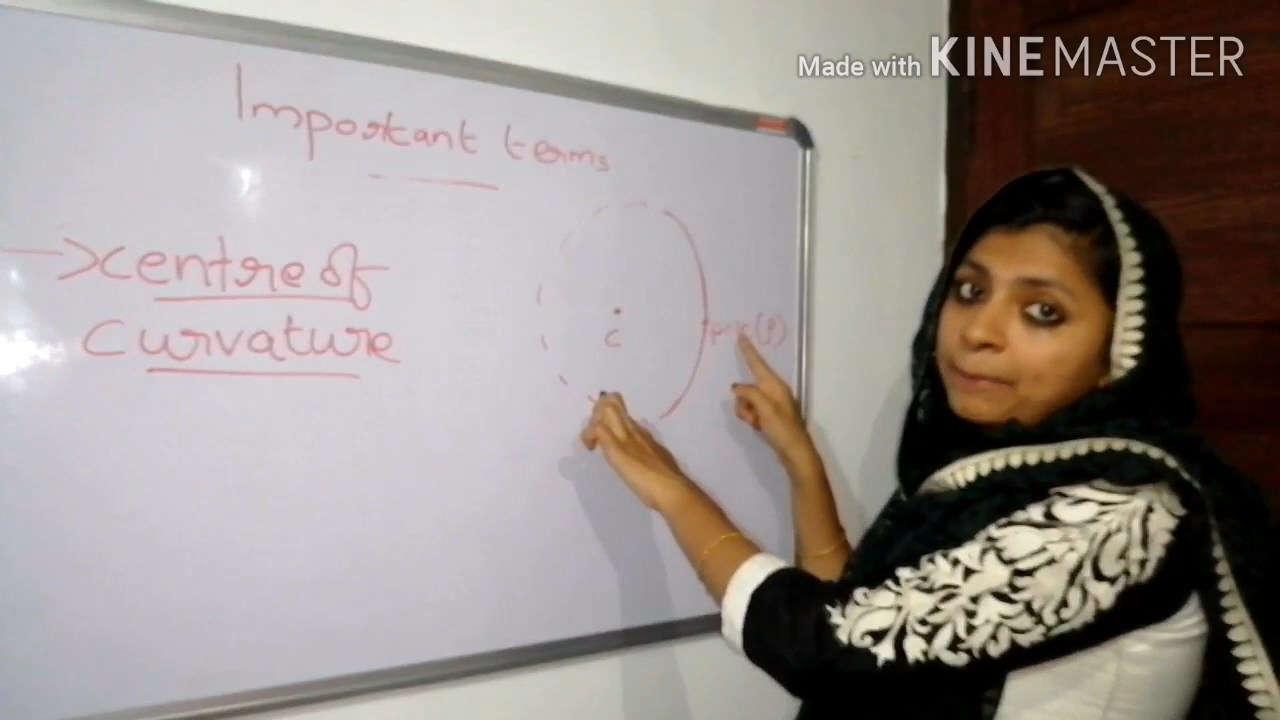 Made with KINEMASTER
Important terms
→ centre of
curvature
c
(P)